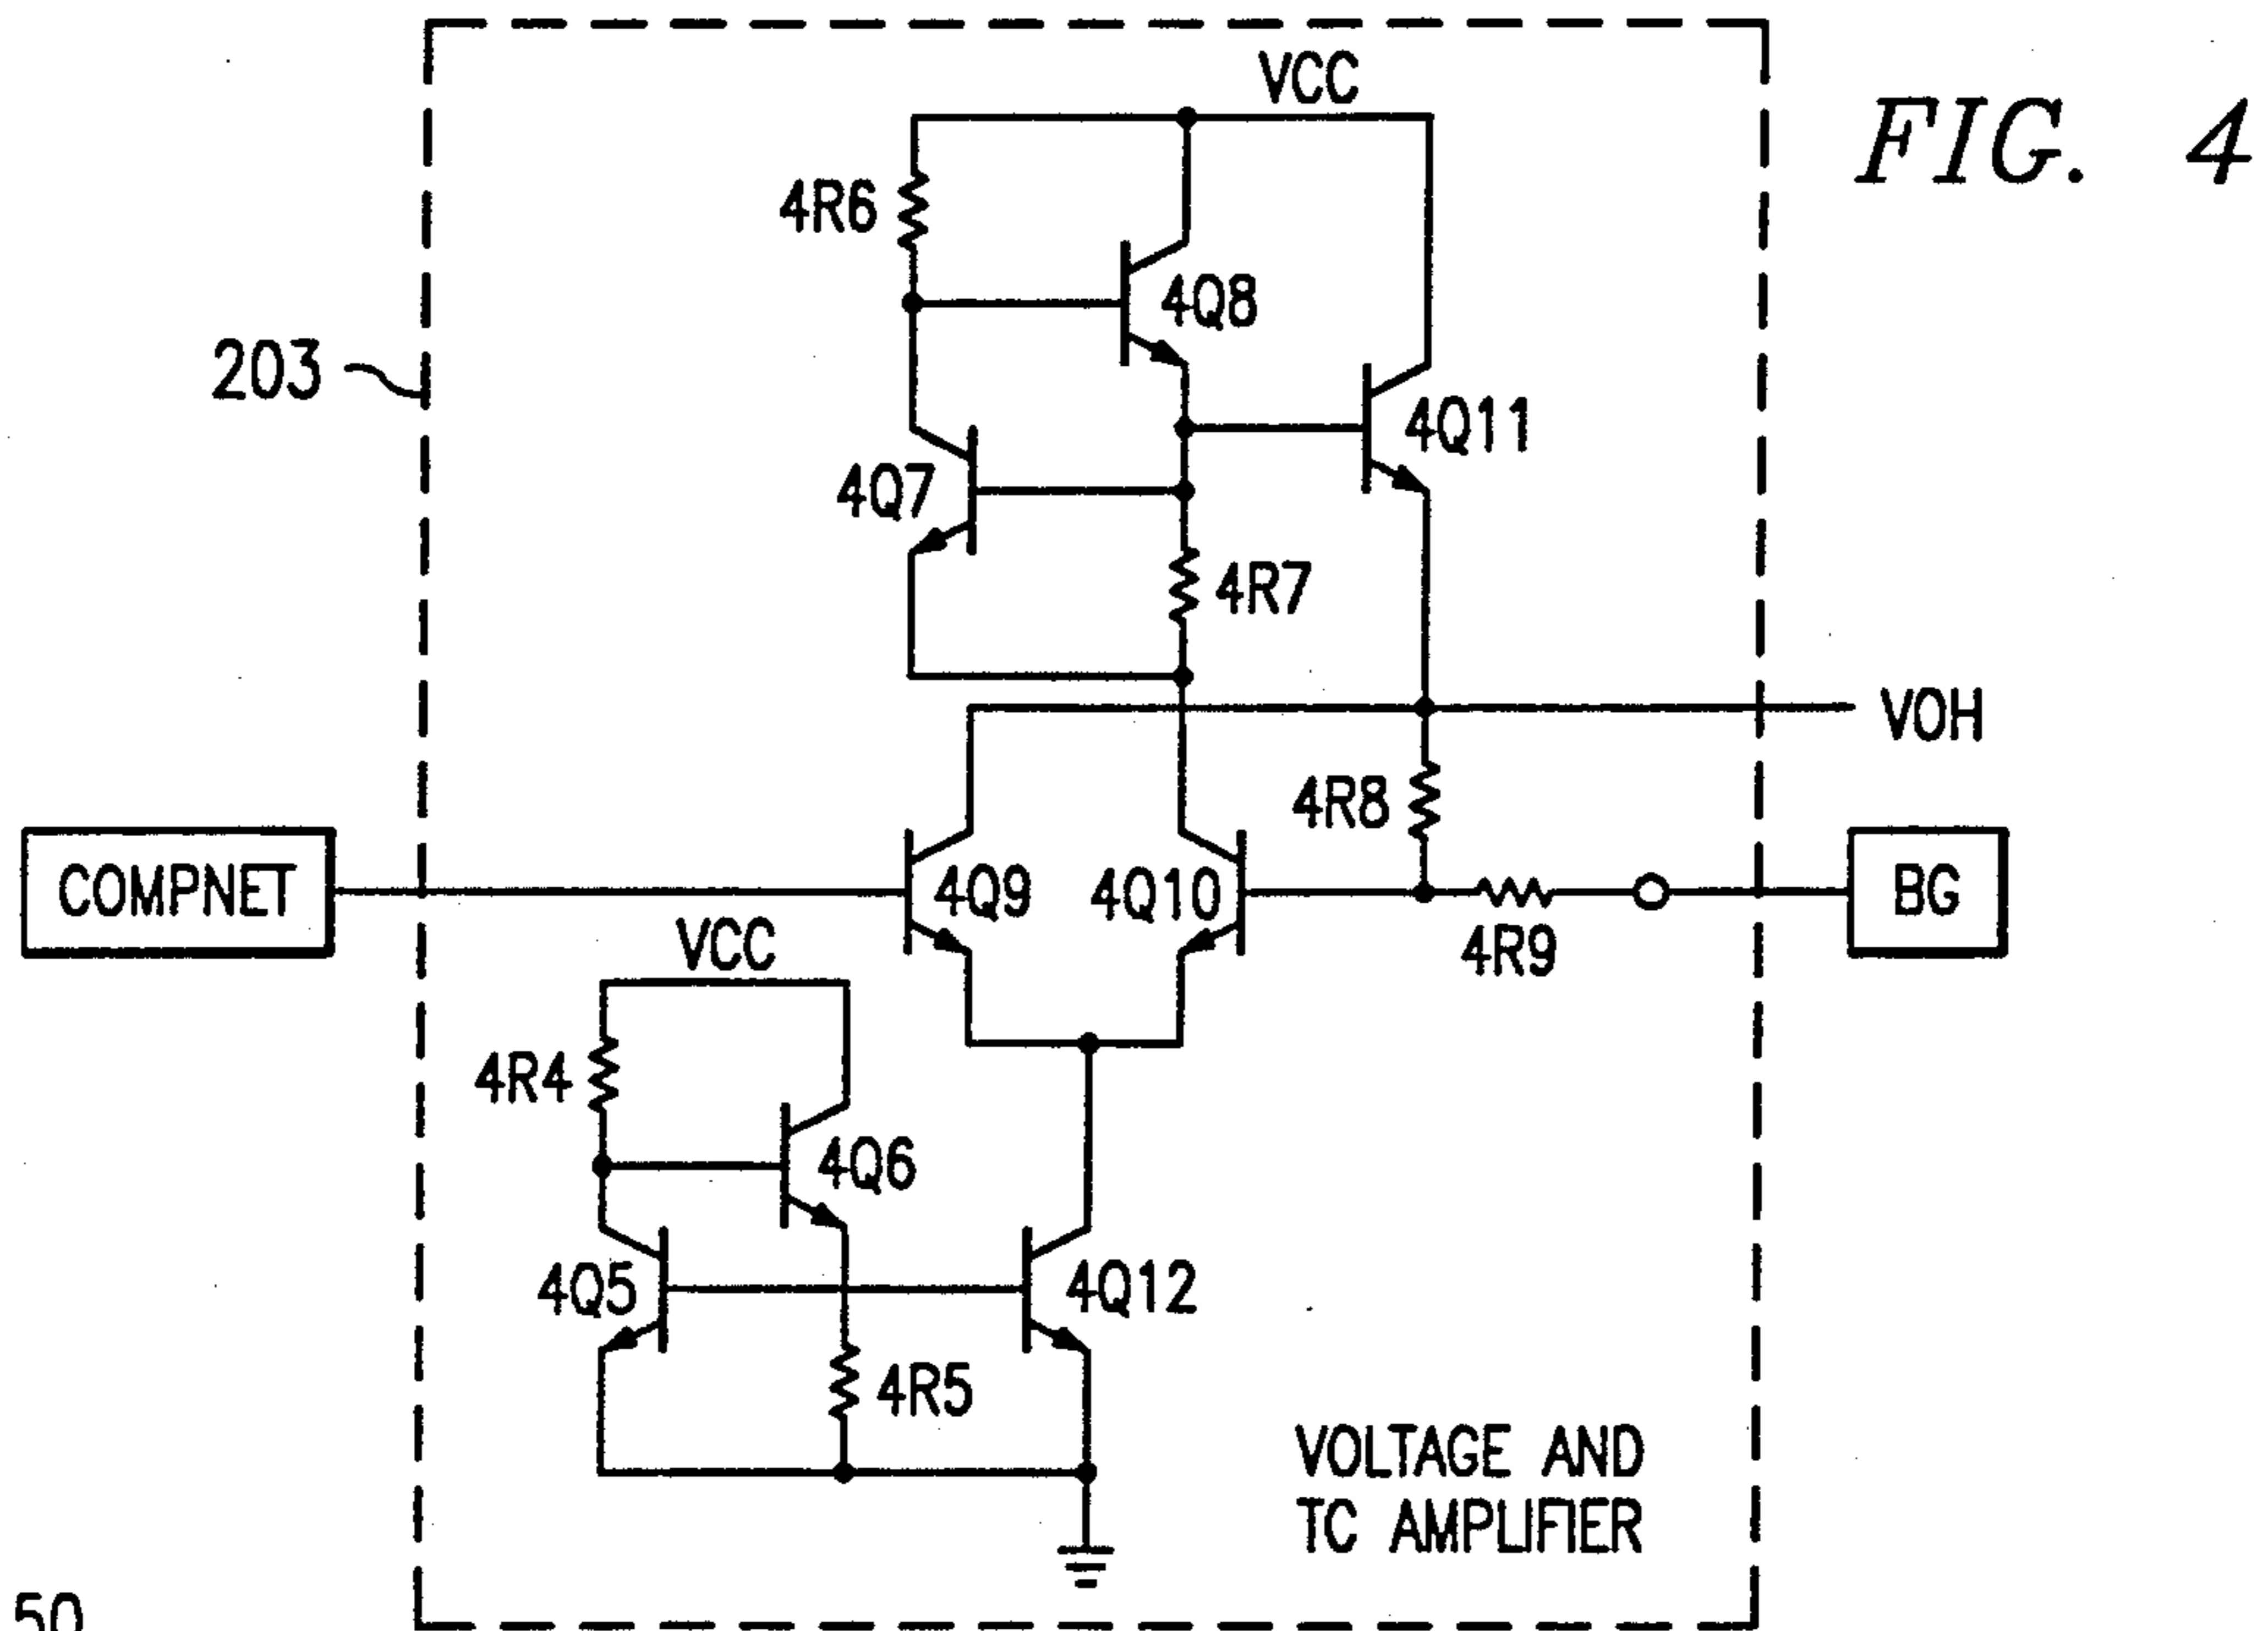 VCC
FIG. 4
4R6
4Q8
203
4Q11
4Q7
4R7
VOH
4R8
COMPNET
4Q9
4Q10
BG
VCC
4R9
4R4
4Q6
4Q5
4Q12
4R5
VOLTAGE AND
TC AMPLIFIER
50